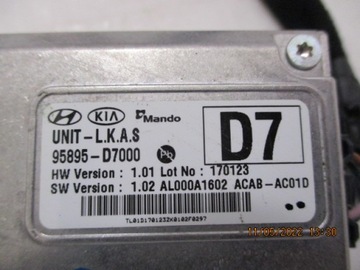 HYUNDAI KIA Mando
UNIT-L.K.A.S
D7
95895-D7000 Pb
HW Version : 1.01 Lot No : 170123
SW Version : 1.02 AL000A1602 ACAB-AC01D